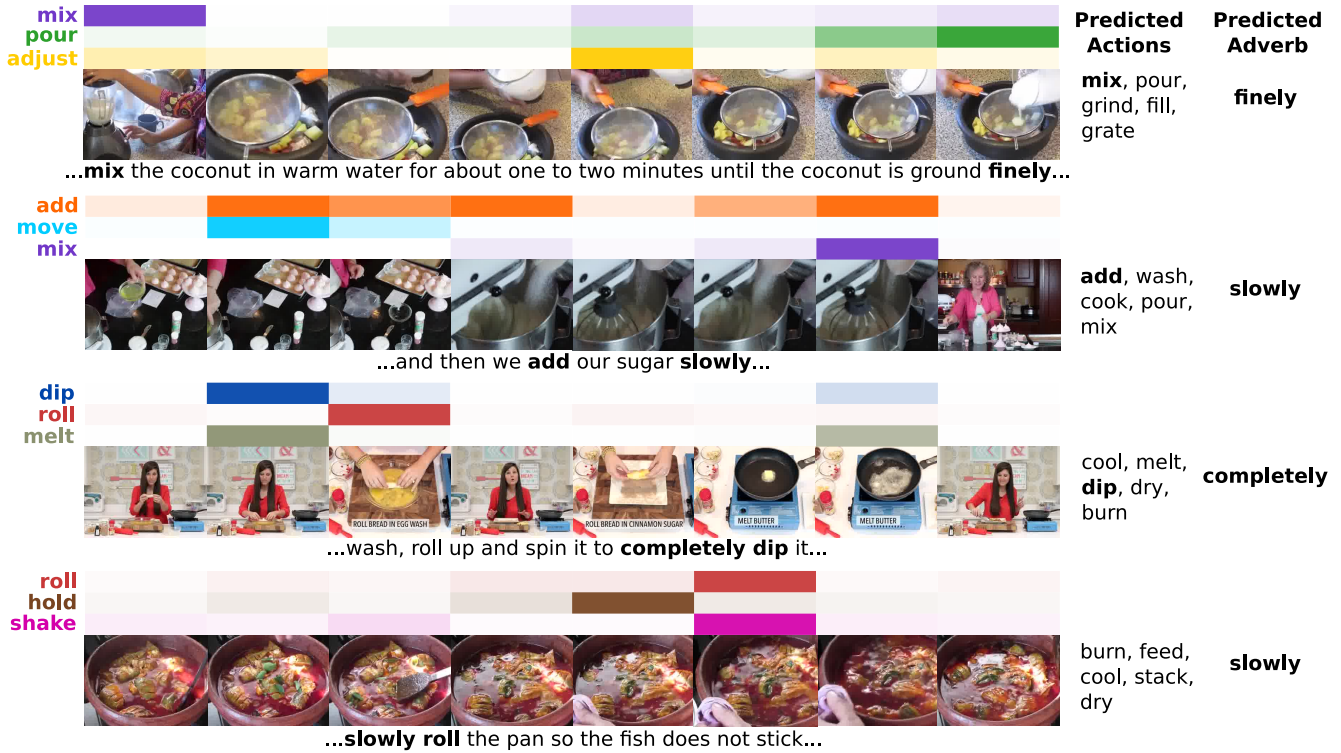 Predicted Actions
Predicted Adverb
mix
pour
adjust
mix, pour,
grind, fill,
grate
finely
...mix the coconut in warm water for about one to two minutes until the coconut is ground finely...
add
move
mix
add, wash,
cook, pour,
mix
slowly
...and then we add our sugar slowly...
dip
roll
melt
ROLL BREAD IN EGG WASH
ROLL BREAD IN CINNAMON SUGAR
MELT BUTTER
MELT BUTTER
cool, melt,
dip, dry,
burn
completely
...wash, roll up and spin it to completely dip it...
roll
hold
shake
burn, feed,
cool, stack,
dry
slowly
...slowly roll the pan so the fish does not stick...